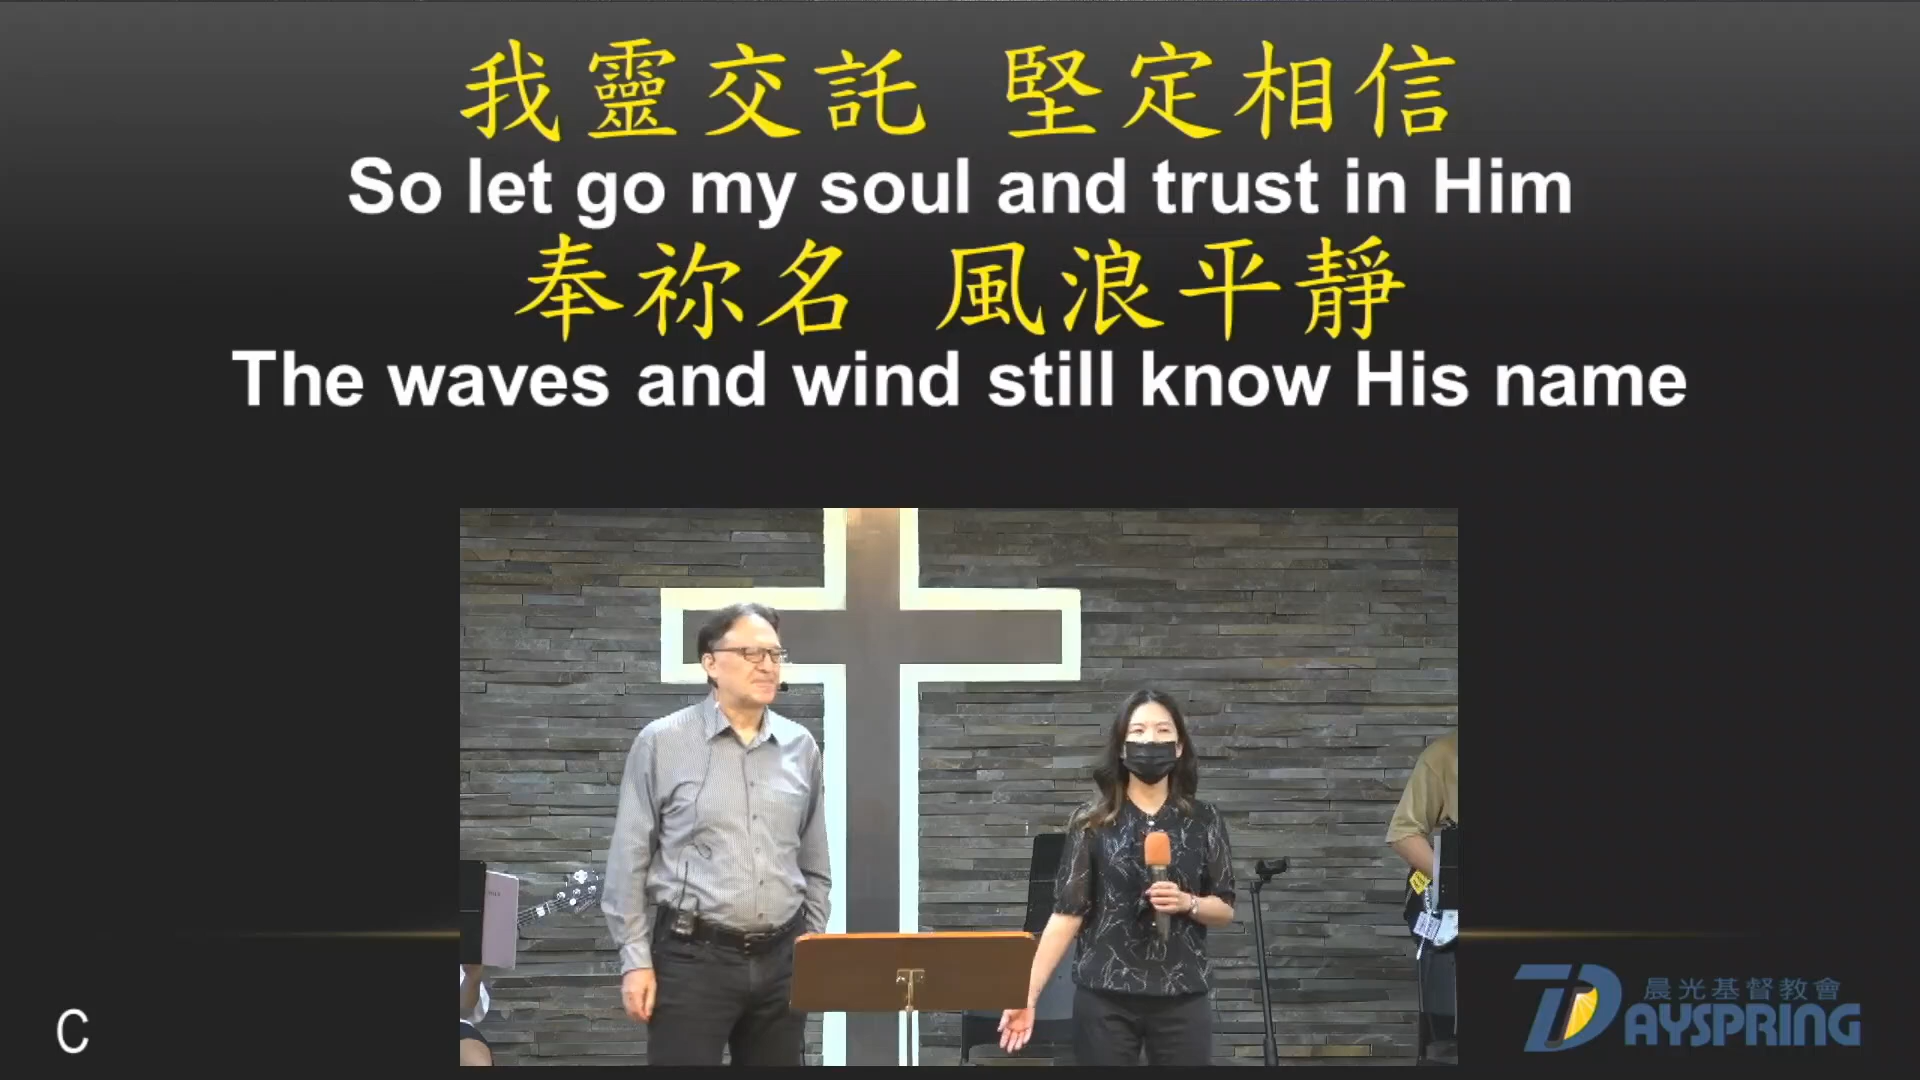 我靈交託 堅定相信
So let go my soul and trust in Him
奉祢名 風浪平靜
The waves and wind still know His name
C
晨光基督教會
DAYSPRING